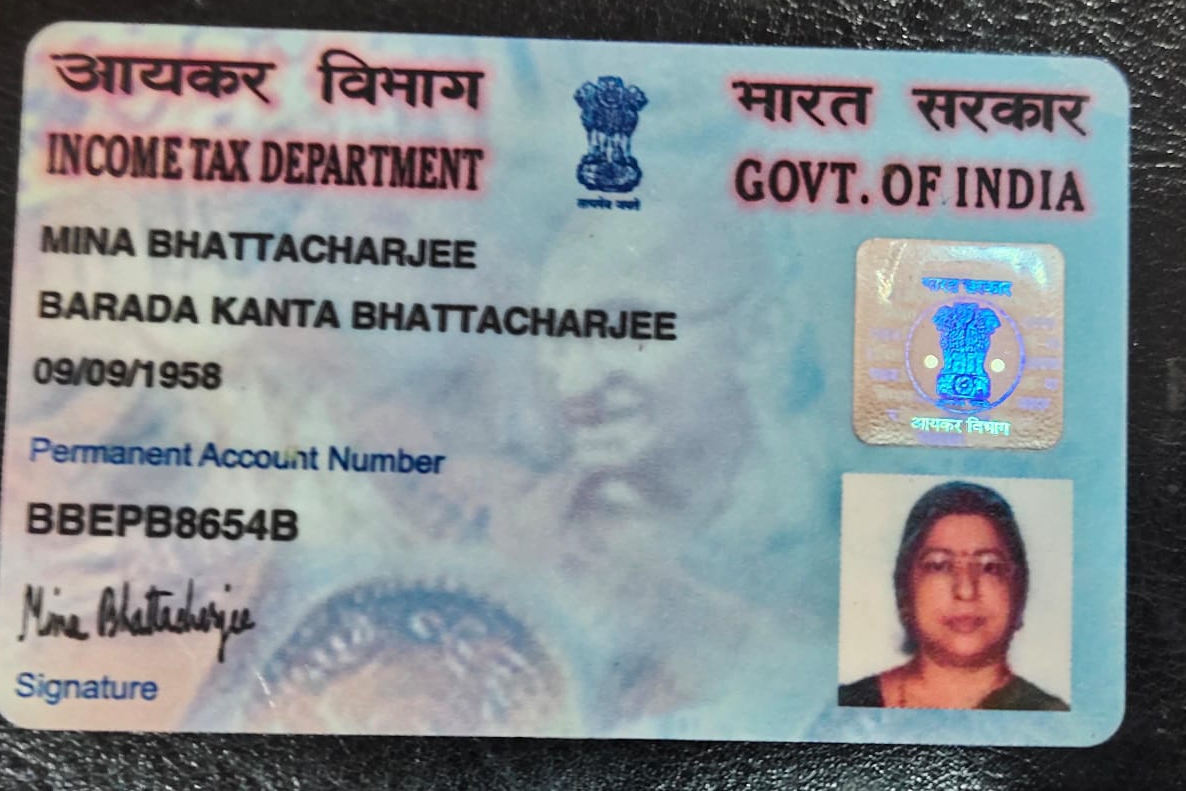 आयकर विभाग
भारत सरकार
INCOME TAX DEPARTMENT
GOVT. OF INDIA
सत्यमेव जयते
MINA BHATTACHARJEE
BARADA KANTA BHATTACHARJEE
09/09/1958
Permanent Account Number
BBEPB8654B
Mina Bhattacharjee
Signature
भारत सरकार
आयकर विभाग